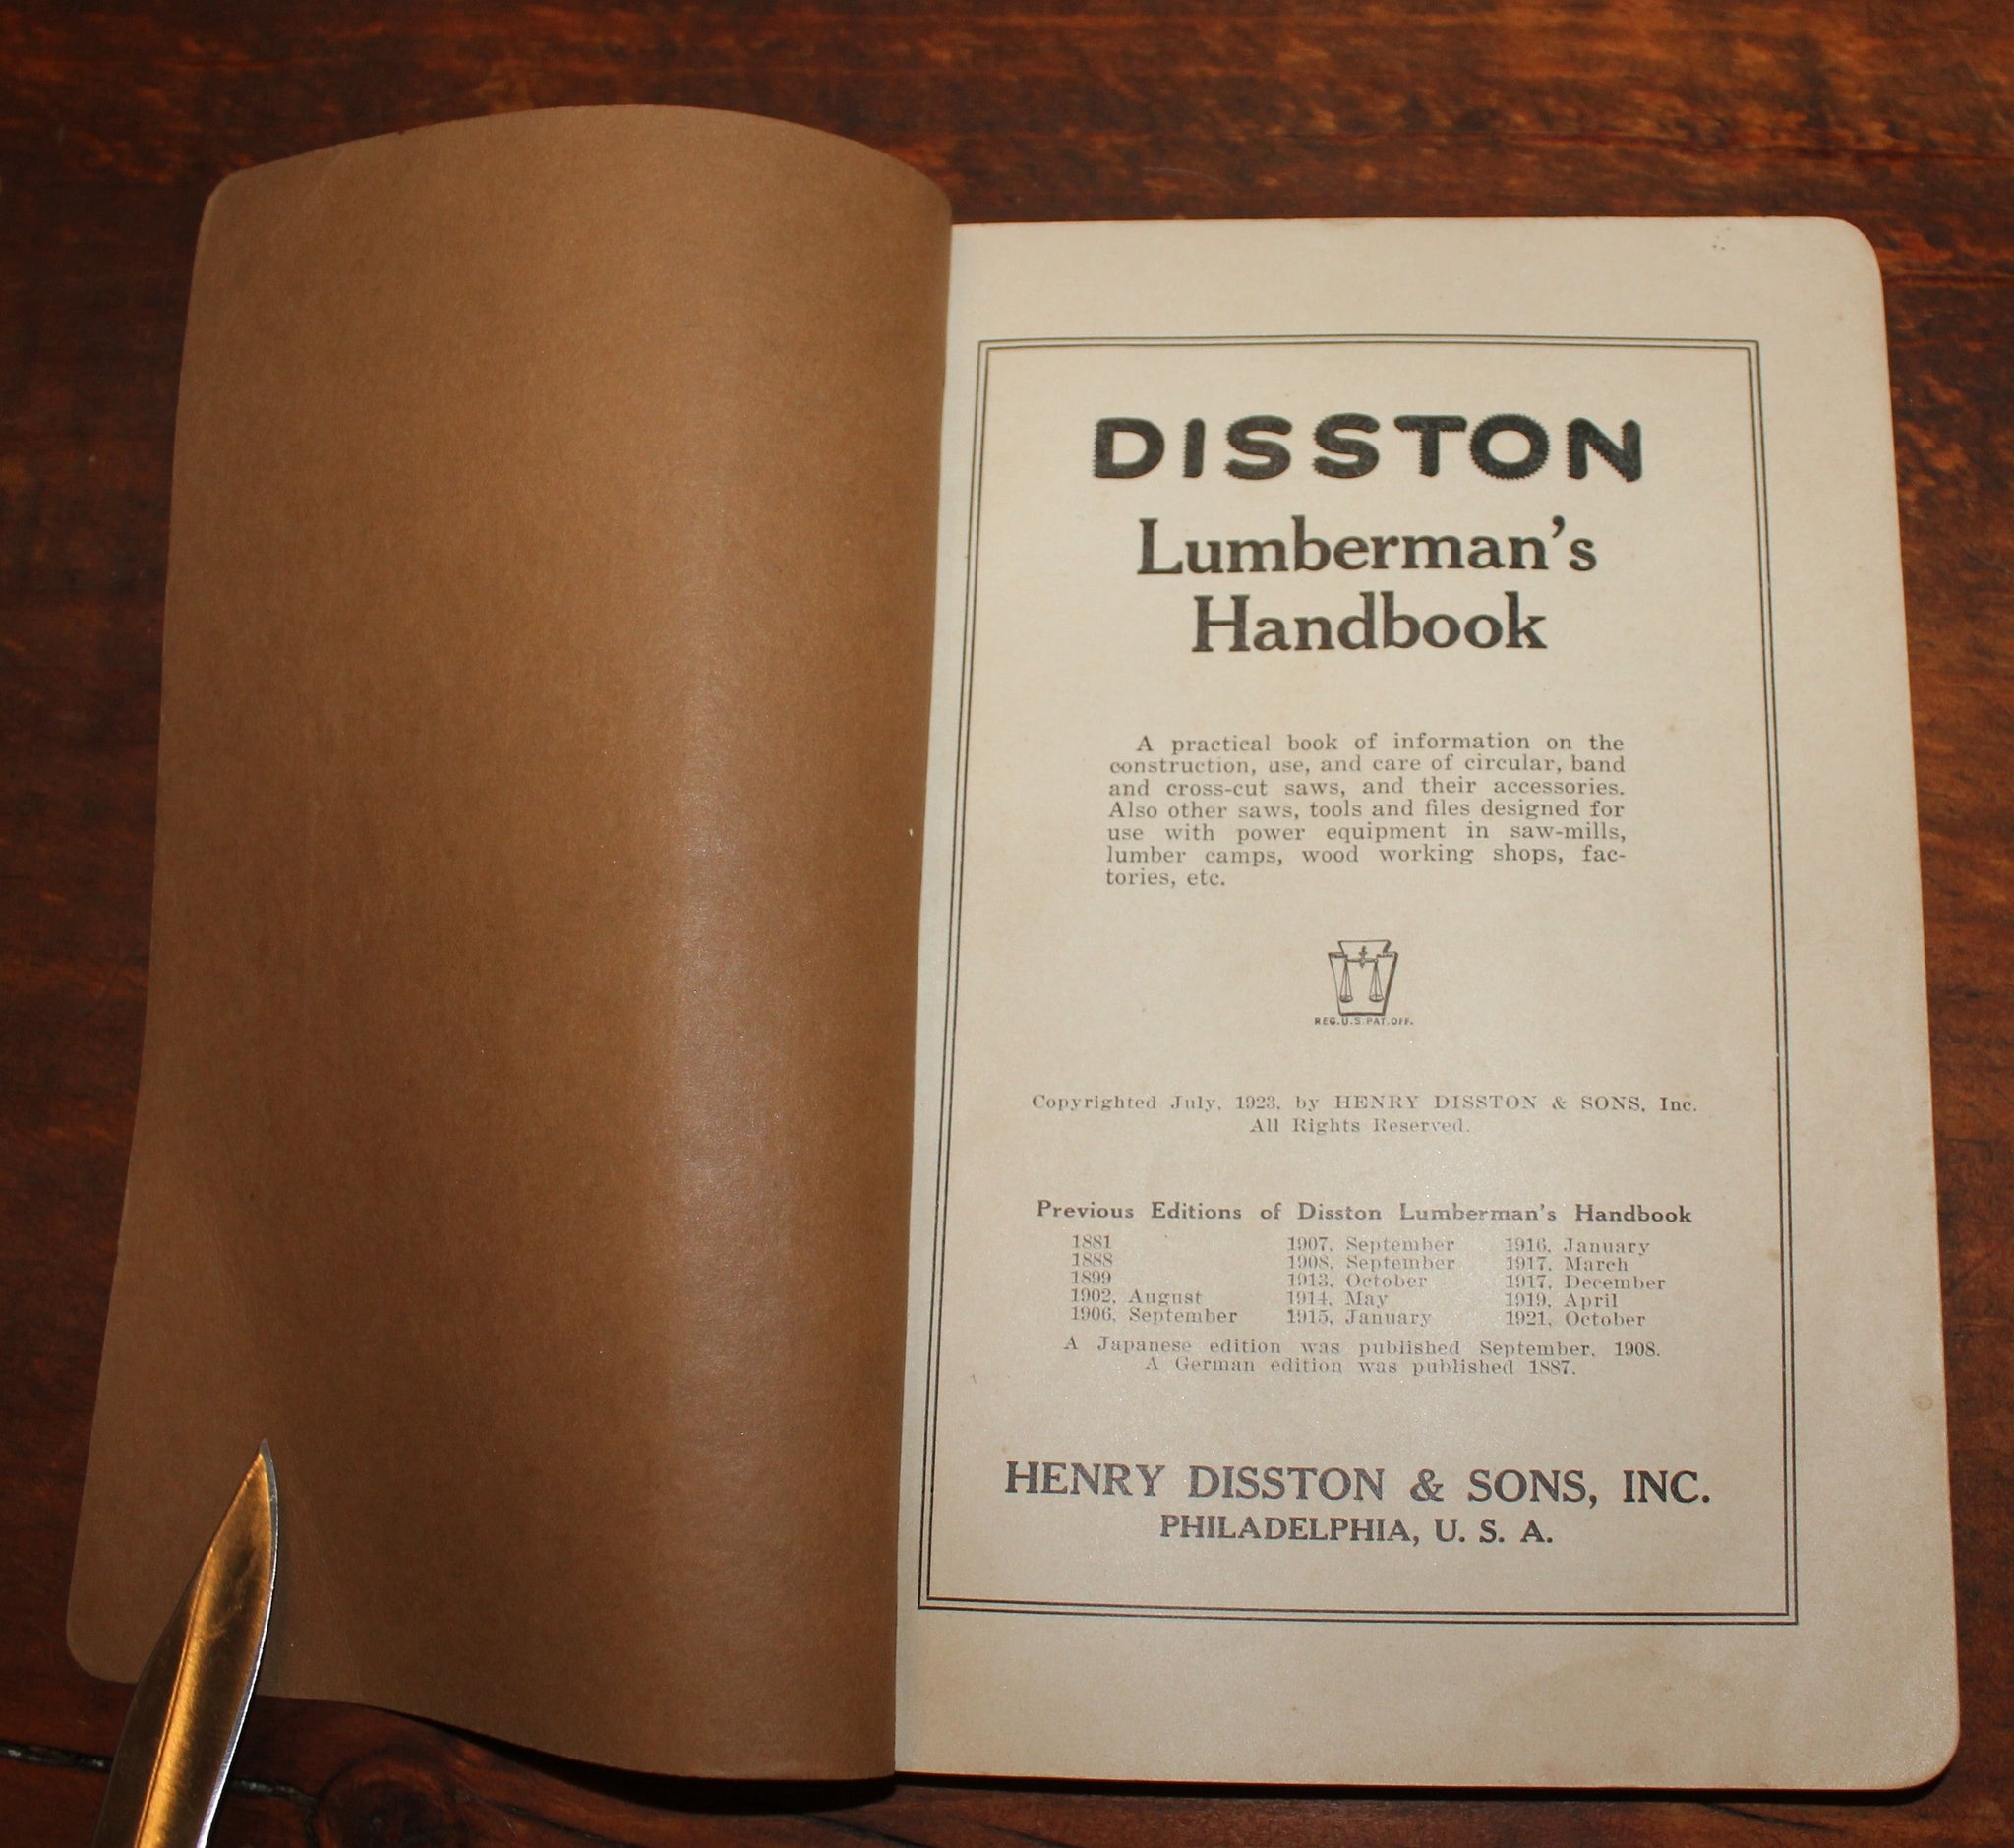 DISSTON
Lumberman's
Handbook
A practical book of information on the
construction, use, and care of circular, band
and cross-cut saws, and their accessories.
Also other saws, tools and files designed for
use with power equipment in saw-mills,
lumber camps, wood working shops, fac-
tories, etc.
REG. U.S. PAT. OFF.
Copyrighted July, 1923, by HENRY DISSTON & SONS, Inc.
All Rights Reserved.
Previous Editions of Disston Lumberman's Handbook
1881
1888
1899
1902, August
1906, September
1907, September
1908, September
1913, October
1914, May
1915, January
1916, January
1917, March
1917, December
1919, April
1921, October
A Japanese edition was published September, 1908.
A German edition was published 1887.
HENRY DISSTON & SONS, INC.
PHILADELPHIA, U. S. A.